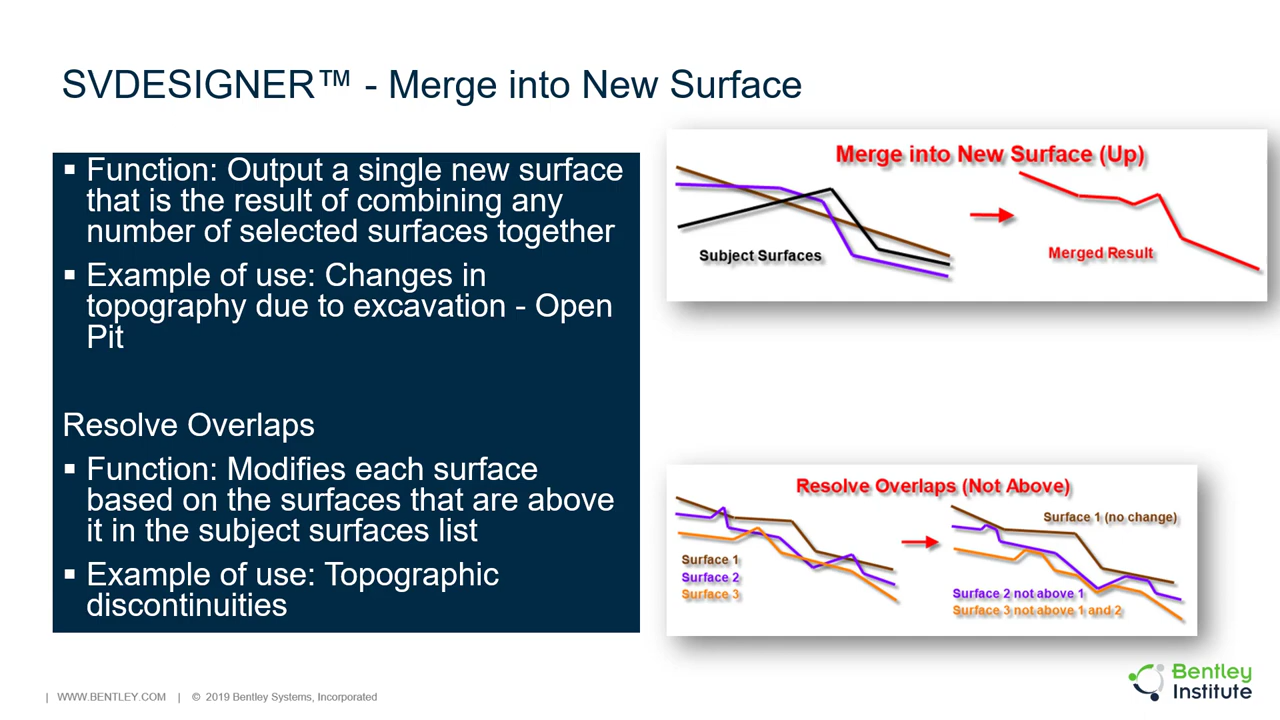 SVDESIGNER™ - Merge into New Surface
▪ Function: Output a single new surface
that is the result of combining any
number of selected surfaces together
▪ Example of use: Changes in
topography due to excavation - Open
Pit
Resolve Overlaps
▪ Function: Modifies each surface
based on the surfaces that are above
it in the subject surfaces list
▪ Example of use: Topographic
discontinuities
Merge into New Surface (Up)
Subject Surfaces
Merged Result
Resolve Overlaps (Not Above)
Surface 1
Surface 2
Surface 3
Surface 1 (no change)
Surface 2 not above 1
Surface 3 not above 1 and 2
| WWW.BENTLEY.COM | © 2019 Bentley Systems, Incorporated
Bentley
Institute